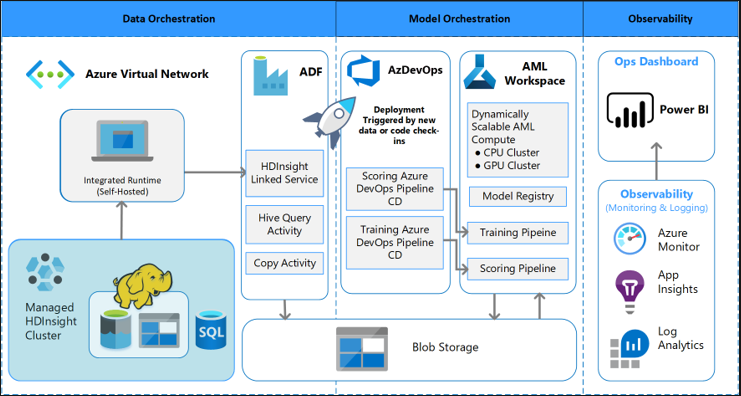 Data Orchestration
Model Orchestration
Observability
Azure Virtual Network
Integrated Runtime
(Self-Hosted)
Managed
HDInsight
Cluster
SQL
ADF
HDInsight
Linked Service
Hive Query
Activity
Copy Activity
AzDevOps
Deployment
Triggered by new
data or code check-
ins
Scoring Azure
DevOps Pipeline
CD
Training Azure
DevOps Pipeline
CD
AML
Workspace
Dynamically
Scalable AML
Compute
● CPU Cluster
● GPU Cluster
Model Registry
Training Pipeine
Scoring Pipeline
Blob Storage
Ops Dashboard
Power BI
Observability
(Monitoring & Logging)
Azure
Monitor
App
Insights
Log
Analytics